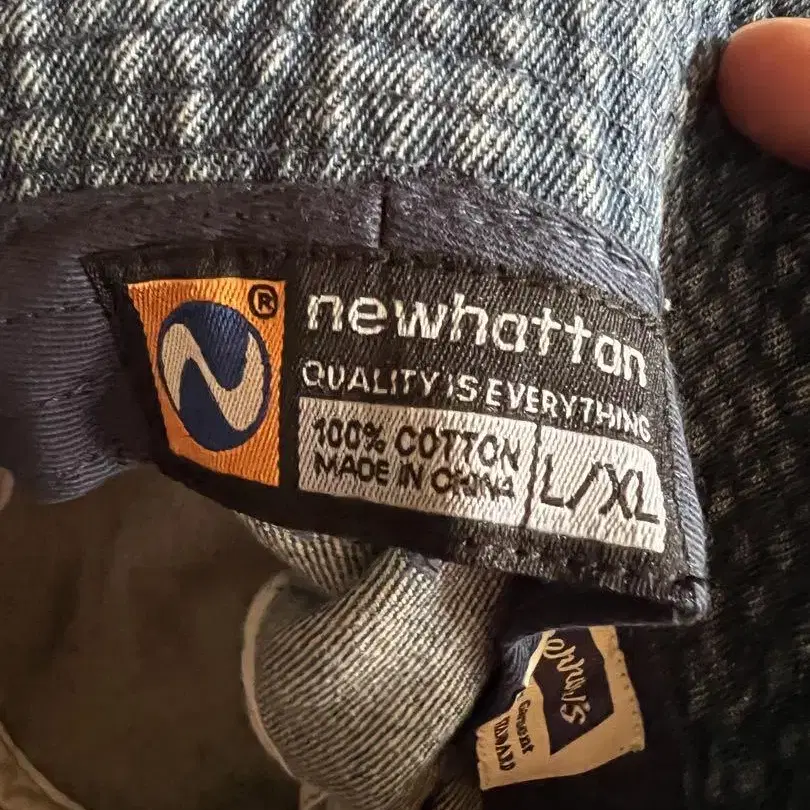 ®
newhattan
QUALITY IS EVERYTHING
100% COTTON
MADE IN CHINA
L/XL